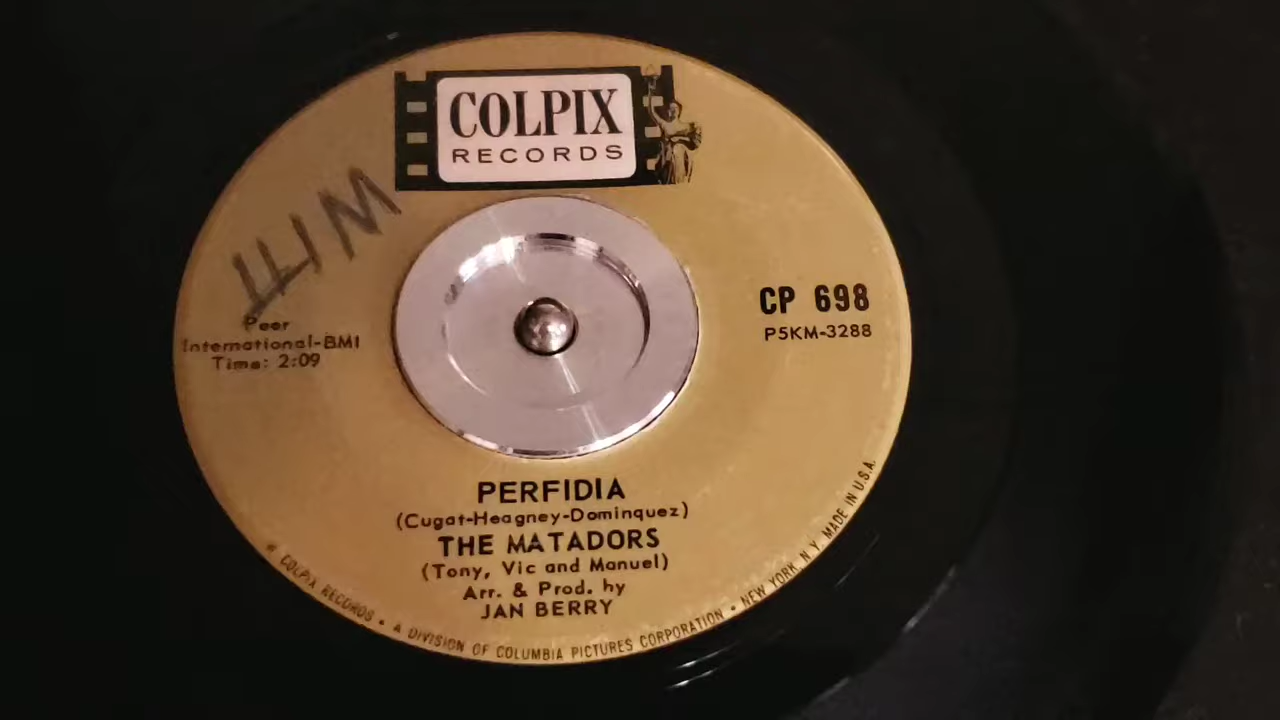 COLPIX
RECORDS
Peer
International-BMI
Time: 2:09
CP 698
P5KM-3288
PERFIDIA
(Cugat-Heagney-Dominquez)
THE MATADORS
(Tony, Vic and Manuel)
Arr. & Prod. by
JAN BERRY
COLPIX RECORDS • A DIVISION OF COLUMBIA PICTURES CORPORATION • NEW YORK, N.Y. MADE IN U.S.A.